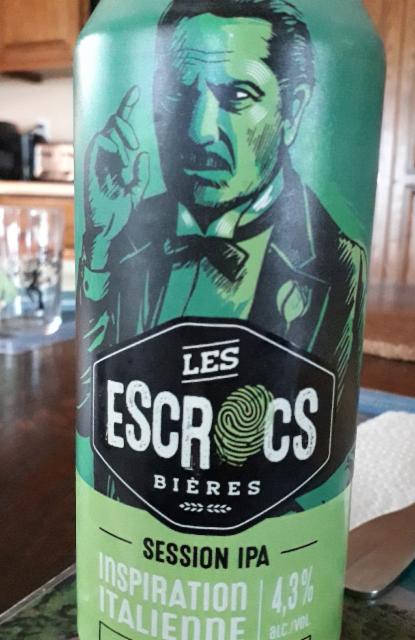 LES
ESCROCS
BIÈRES
SESSION IPA
INSPIRATION
ITALIENNE
4,3%
alc./vol